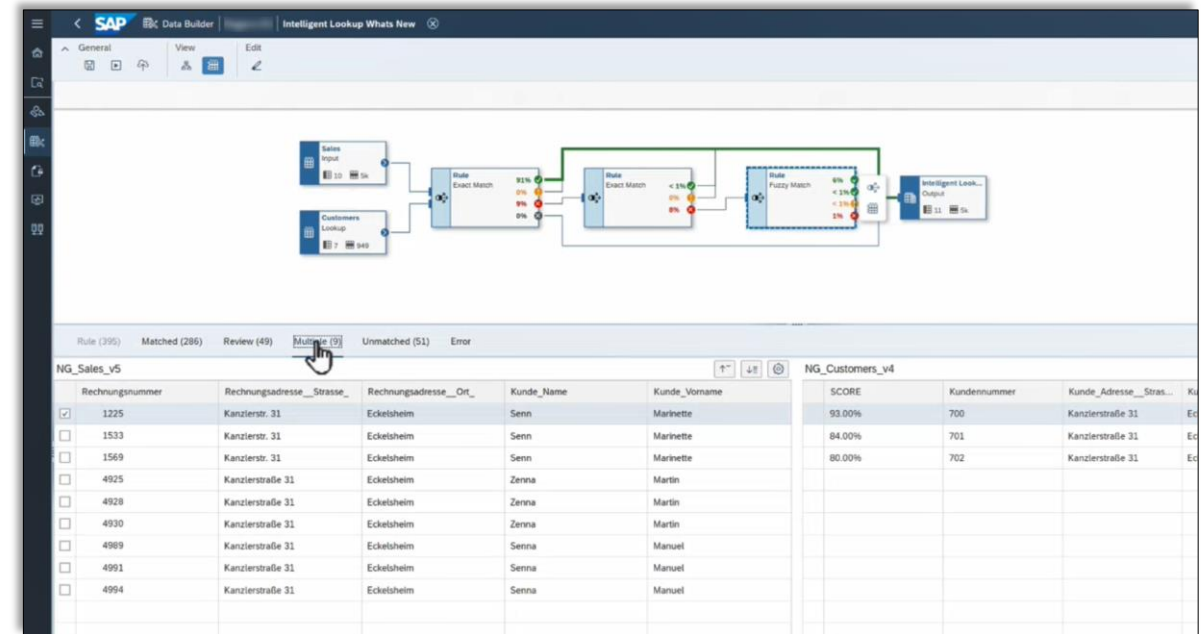 SAP Data Builder Intelligent Lookup Whats New
General View Edit
Sales
Input
10 5k
Customers
Lookup
7 949
Rule
Exact Match
91%
0%
9%
0%
Rule
Exact Match
< 1%
0%
8%
Rule
Fuzzy Match
6%
< 1%
< 1%
1%
Intelligent Look...
Output
11 5k
Rule (395) Matched (286) Review (49) Multiple (9) Unmatched (51) Error
NG_Sales_v5 NG_Customers_v4
Rechnungsnummer Rechnungsadresse__Strasse_ Rechnungsadresse__Ort_ Kunde_Name Kunde_Vorname SCORE Kundennummer Kunde_Adresse__Stras... Ku
1225 Kanzlerstr. 31 Eckelsheim Senn Marinette 93.00% 700 Kanzlerstraße 31 Ec
1533 Kanzlerstr. 31 Eckelsheim Senn Marinette 84.00% 701 Kanzlerstraße 31 Ec
1569 Kanzlerstr. 31 Eckelsheim Senn Marinette 80.00% 702 Kanzlerstraße 31 Ec
4925 Kanzlerstraße 31 Eckelsheim Zenna Martin
4928 Kanzlerstraße 31 Eckelsheim Zenna Martin
4930 Kanzlerstraße 31 Eckelsheim Zenna Martin
4989 Kanzlerstraße 31 Eckelsheim Senna Manuel
4991 Kanzlerstraße 31 Eckelsheim Senna Manuel
4994 Kanzlerstraße 31 Eckelsheim Senna Manuel